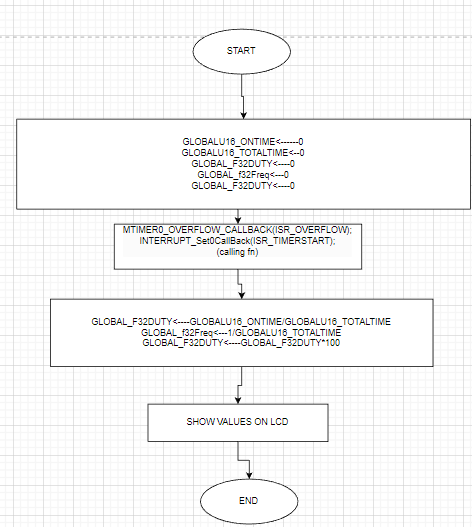 START
GLOBALU16_ONTIME<------0
GLOBALU16_TOTALTIME<--0
GLOBAL_F32DUTY<----0
GLOBAL_f32Freq<---0
GLOBAL_F32DUTY<----0
MTIMER0_OVERFLOW_CALLBACK(ISR_OVERFLOW);
INTERRUPT_Set0CallBack(ISR_TIMERSTART);
(calling fn)
GLOBAL_F32DUTY<----GLOBALU16_ONTIME/GLOBALU16_TOTALTIME
GLOBAL_f32Freq<---1/GLOBALU16_TOTALTIME
GLOBAL_F32DUTY<----GLOBAL_F32DUTY*100
SHOW VALUES ON LCD
END